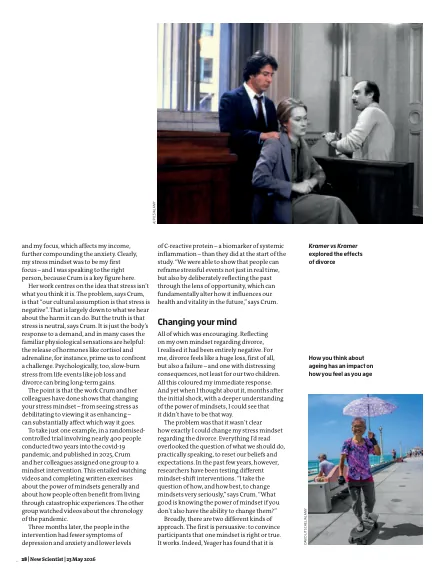 and my focus, which affects my income,
further compounding the anxiety. Clearly,
my stress mindset was to be my first
focus – and I was speaking to the right
person, because Crum is a key figure here.
Her work centres on the idea that stress isn't
what you think it is. The problem, says Crum,
is that "our cultural assumption is that stress is
negative". That is largely down to what we hear
about the harm it can do. But the truth is that
stress is neutral, says Crum. It is just the body's
response to a demand, and in many cases the
familiar physiological sensations are helpful:
the release of hormones like cortisol and
adrenaline, for instance, prime us to confront
a challenge. Psychologically, too, slow-burn
stress from life events like job loss and
divorce can bring long-term gains.
The point is that the work Crum and her
colleagues have done shows that changing
your stress mindset – from seeing stress as
debilitating to viewing it as enhancing –
can substantially affect which way it goes.
To take just one example, in a randomised-
controlled trial involving nearly 400 people
conducted two years into the covid-19
pandemic, and published in 2025, Crum
and her colleagues assigned one group to a
mindset intervention. This entailed watching
videos and completing written exercises
about the power of mindsets generally and
about how people often benefit from living
through catastrophic experiences. The other
group watched videos about the chronology
of the pandemic.
Three months later, the people in the
intervention had fewer symptoms of
depression and anxiety and lower levels
of C-reactive protein – a biomarker of systemic
inflammation – than they did at the start of the
study. "We were able to show that people can
reframe stressful events not just in real time,
but also by deliberately reflecting the past
through the lens of opportunity, which can
fundamentally alter how it influences our
health and vitality in the future," says Crum.
Changing your mind
All of which was encouraging. Reflecting
on my own mindset regarding divorce,
I realised it had been entirely negative. For
me, divorce feels like a huge loss, first of all,
but also a failure – and one with distressing
consequences, not least for our two children.
All this coloured my immediate response.
And yet when I thought about it, months after
the initial shock, with a deeper understanding
of the power of mindsets, I could see that
it didn't have to be that way.
The problem was that it wasn't clear
how exactly I could change my stress mindset
regarding the divorce. Everything I'd read
overlooked the question of what we should do,
practically speaking, to reset our beliefs and
expectations. In the past few years, however,
researchers have been testing different
mindset-shift interventions. "I take the
question of how, and how best, to change
mindsets very seriously," says Crum. "What
good is knowing the power of mindset if you
don't also have the ability to change them?"
Broadly, there are two different kinds of
approach. The first is persuasive: to convince
participants that one mindset is right or true.
It works. Indeed, Yeager has found that it is
Kramer vs Kramer
explored the effects
of divorce
How you think about
ageing has an impact on
how you feel as you age
28 | New Scientist | 23 May 2026